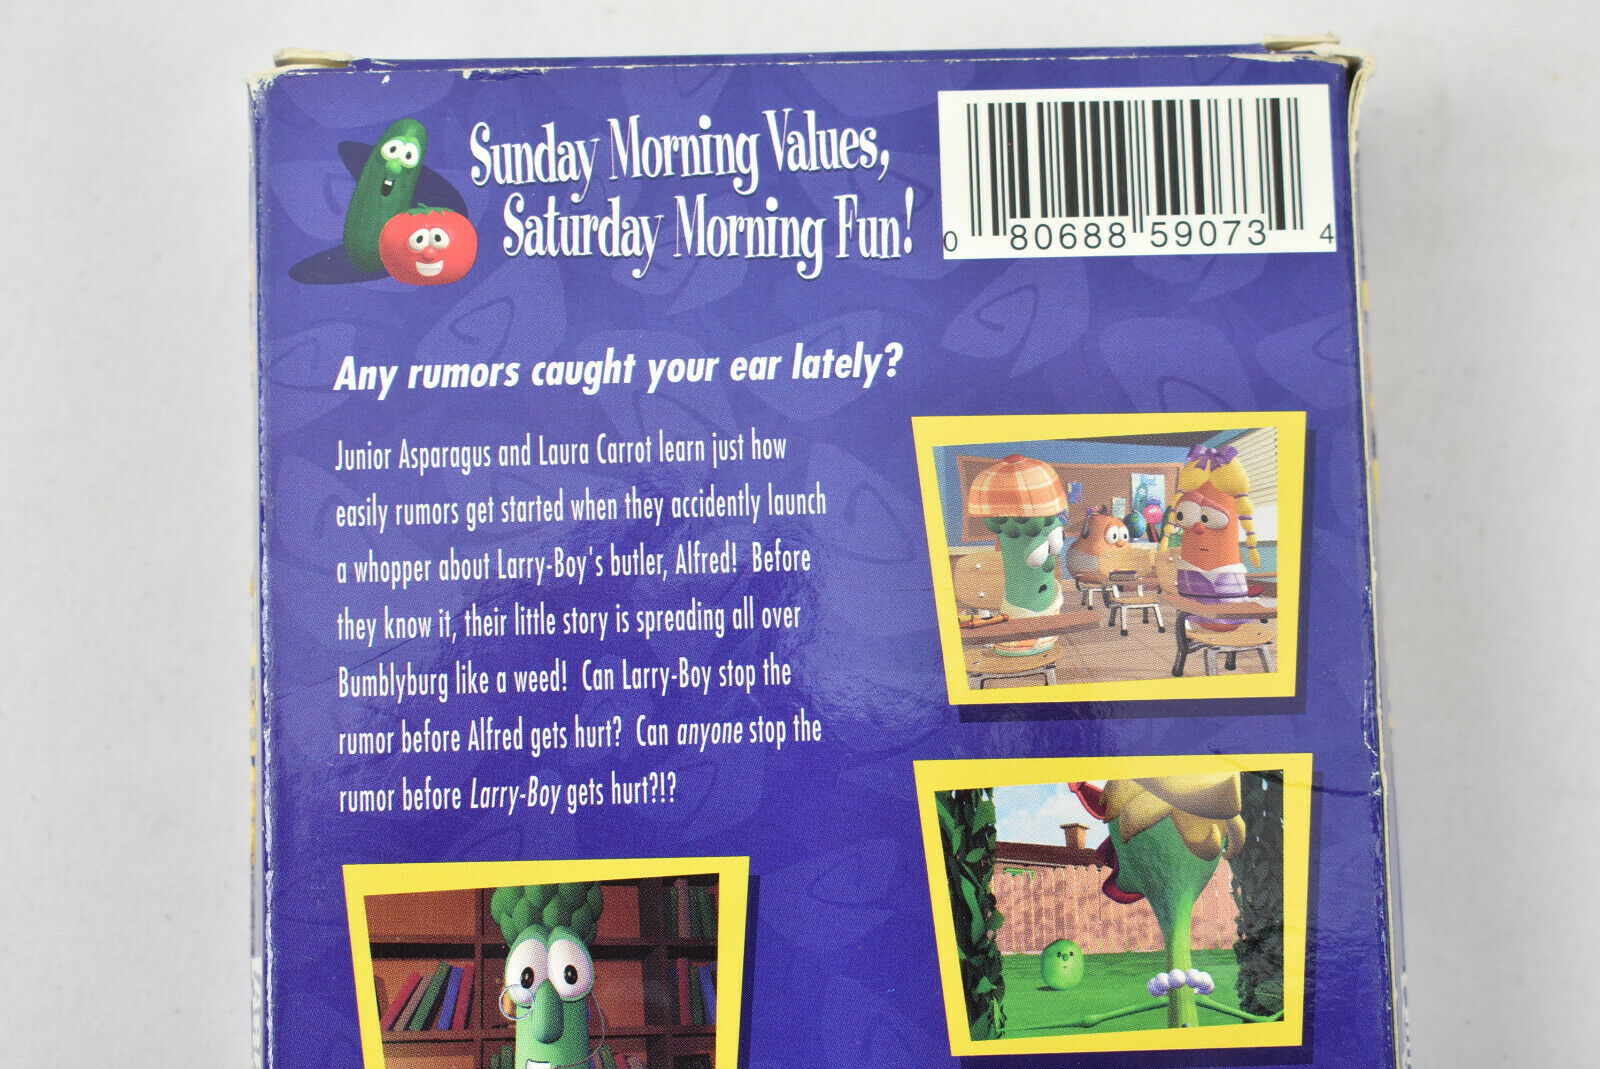 Sunday Morning Values,
Saturday Morning Fun!
0 80688 59073 4
Any rumors caught your ear lately?
Junior Asparagus and Laura Carrot learn just how
easily rumors get started when they accidently launch
a whopper about Larry-Boy's butler, Alfred! Before
they know it, their little story is spreading all over
Bumblyburg like a weed! Can Larry-Boy stop the
rumor before Alfred gets hurt? Can anyone stop the
rumor before Larry-Boy gets hurt?!?